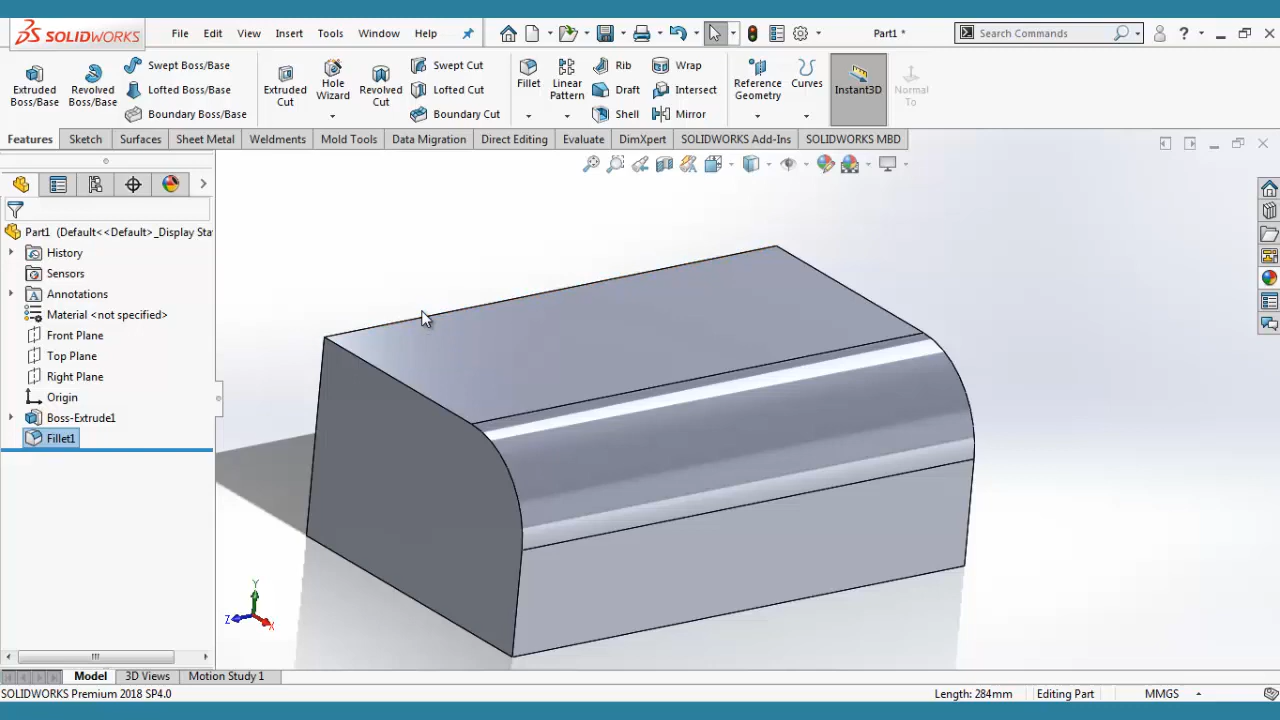 SOLIDWORKS File Edit View Insert Tools Window Help Part1 * Search Commands ?
Extruded Boss/Base
Revolved Boss/Base
Swept Boss/Base
Lofted Boss/Base
Boundary Boss/Base
Extruded Cut
Hole Wizard
Revolved Cut
Swept Cut
Lofted Cut
Boundary Cut
Fillet
Linear Pattern
Rib
Draft
Shell
Wrap
Intersect
Mirror
Reference Geometry
Curves
Instant3D
Normal To
Features Sketch Surfaces Sheet Metal Weldments Mold Tools Data Migration Direct Editing Evaluate DimXpert SOLIDWORKS Add-Ins SOLIDWORKS MBD
Part1 (Default<<Default>_Display Sta
History
Sensors
Annotations
Material <not specified>
Front Plane
Top Plane
Right Plane
Origin
Boss-Extrude1
Fillet1
Y
Z
X
Model 3D Views Motion Study 1
SOLIDWORKS Premium 2018 SP4.0 Length: 284mm Editing Part MMGS